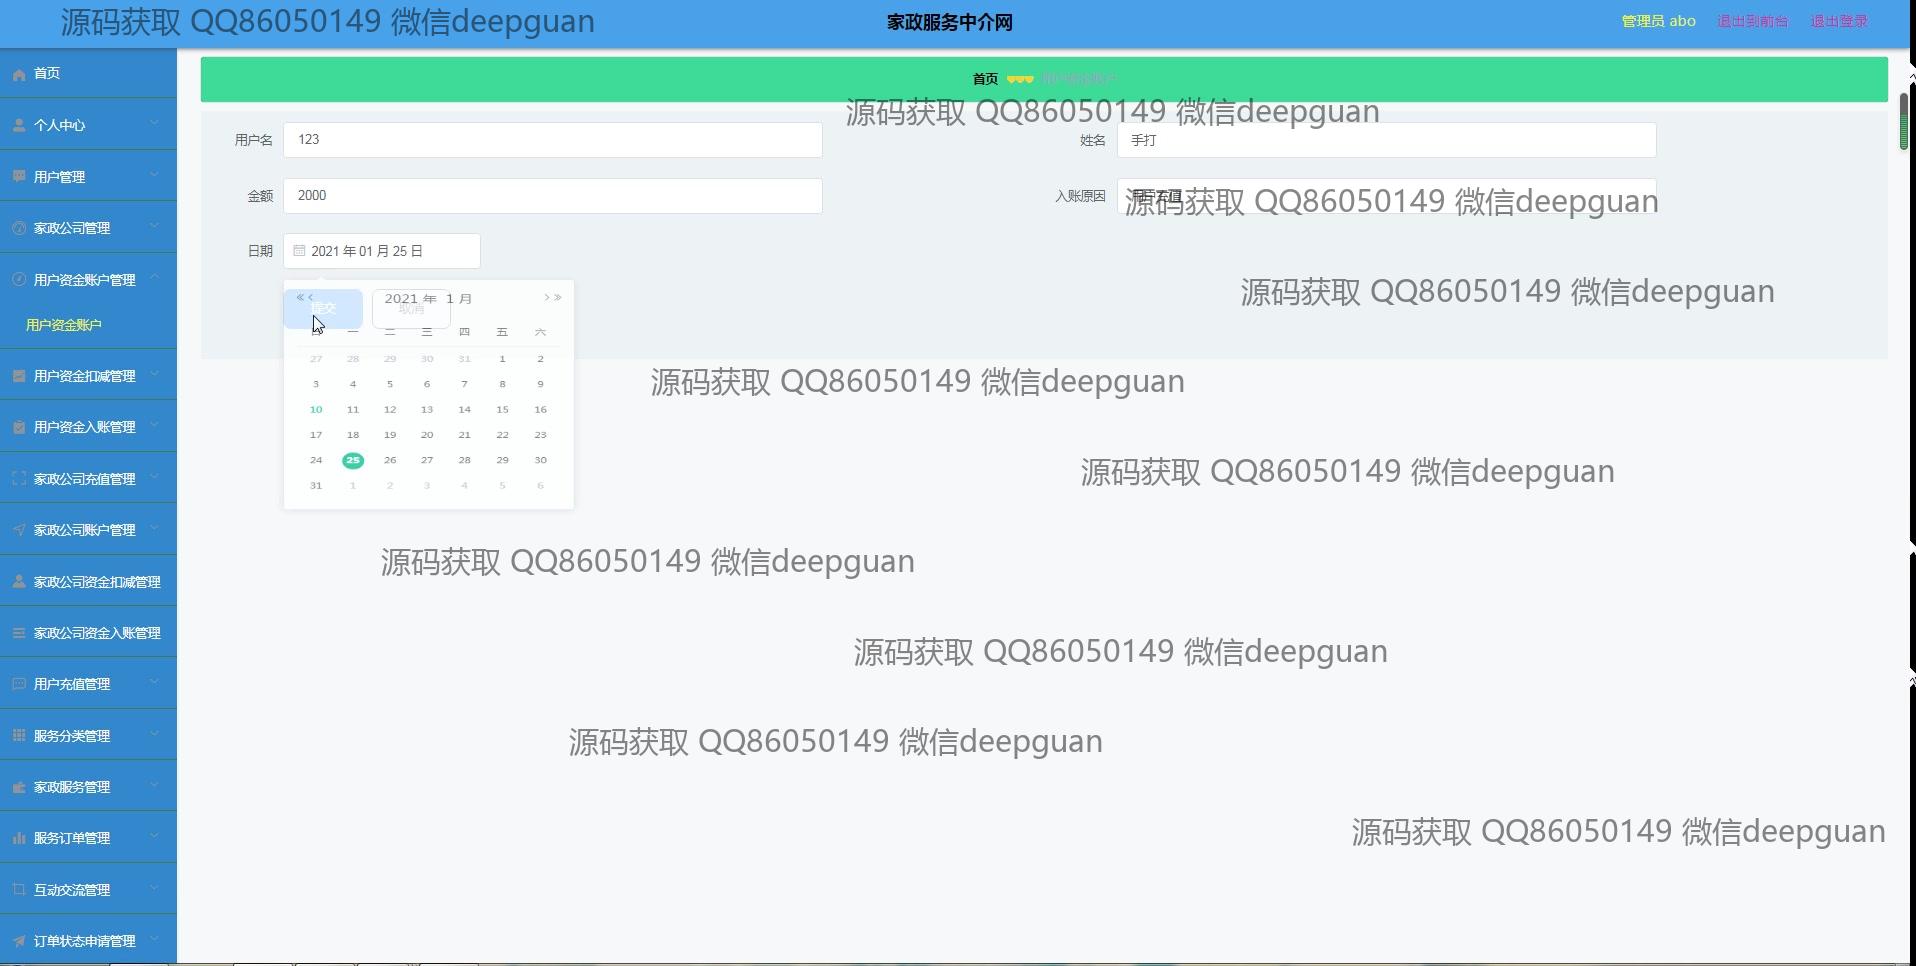 源码获取 QQ86050149 微信deepguan
家政服务中介网
管理员 abo 退出到前台 退出登录
首页
首页 用户资金账户
源码获取 QQ86050149 微信deepguan
个人中心
用户名 123
姓名 手打
用户管理
金额 2000
入账原因 用户充值
源码获取 QQ86050149 微信deepguan
家政公司管理
日期 2021 年 01 月 25 日
用户资金账户管理
源码获取 QQ86050149 微信deepguan
2021 年 1 月
提交 取消
用户资金账户
日 一 二 三 四 五 六
27 28 29 30 31 1 2
用户资金扣减管理
3 4 5 6 7 8 9
源码获取 QQ86050149 微信deepguan
10 11 12 13 14 15 16
用户资金入账管理
17 18 19 20 21 22 23
24 25 26 27 28 29 30
源码获取 QQ86050149 微信deepguan
家政公司充值管理
31 1 2 3 4 5 6
家政公司账户管理
源码获取 QQ86050149 微信deepguan
家政公司资金扣减管理
家政公司资金入账管理
源码获取 QQ86050149 微信deepguan
用户充值管理
服务分类管理
源码获取 QQ86050149 微信deepguan
家政服务管理
服务订单管理
源码获取 QQ86050149 微信deepguan
互动交流管理
订单状态申请管理